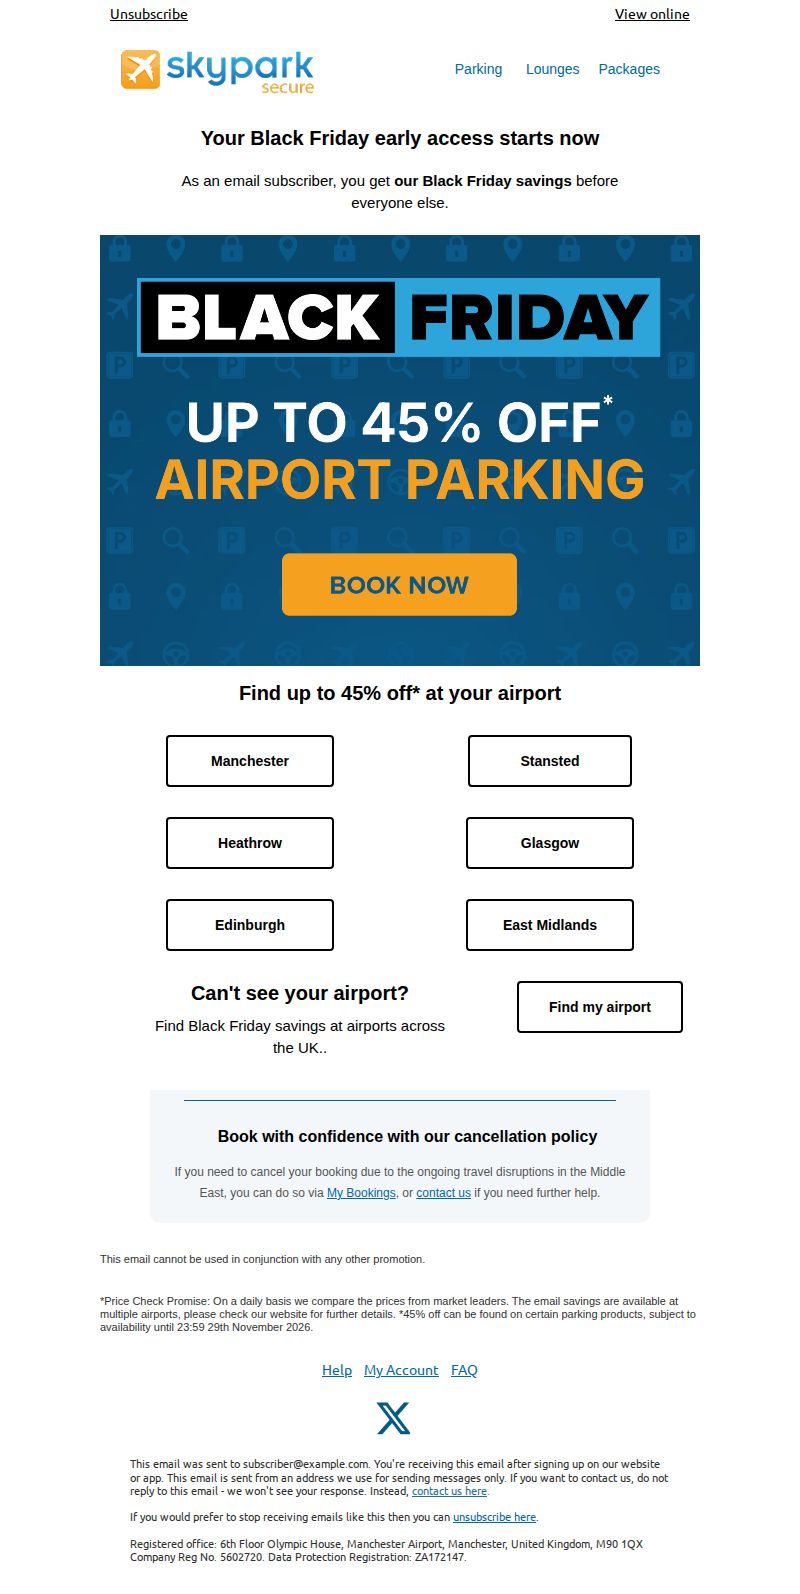 Unsubscribe View online
skypark
secure
Parking Lounges Packages
Your Black Friday early access starts now
As an email subscriber, you get our Black Friday savings before
everyone else.
BLACK FRIDAY
UP TO 45% OFF*
AIRPORT PARKING
BOOK NOW
Find up to 45% off* at your airport
Manchester Stansted
Heathrow Glasgow
Edinburgh East Midlands
Can't see your airport?
Find Black Friday savings at airports across
the UK..
Find my airport
Book with confidence with our cancellation policy
If you need to cancel your booking due to the ongoing travel disruptions in the Middle
East, you can do so via My Bookings, or contact us if you need further help.
This email cannot be used in conjunction with any other promotion.
*Price Check Promise: On a daily basis we compare the prices from market leaders. The email savings are available at
multiple airports, please check our website for further details. *45% off can be found on certain parking products, subject to
availability until 23:59 29th November 2026.
Help My Account FAQ
This email was sent to subscriber@example.com. You're receiving this email after signing up on our website
or app. This email is sent from an address we use for sending messages only. If you want to contact us, do not
reply to this email - we won't see your response. Instead, contact us here.
If you would prefer to stop receiving emails like this then you can unsubscribe here.
Registered office: 6th Floor Olympic House, Manchester Airport, Manchester, United Kingdom, M90 1QX
Company Reg No. 5602720. Data Protection Registration: ZA172147.